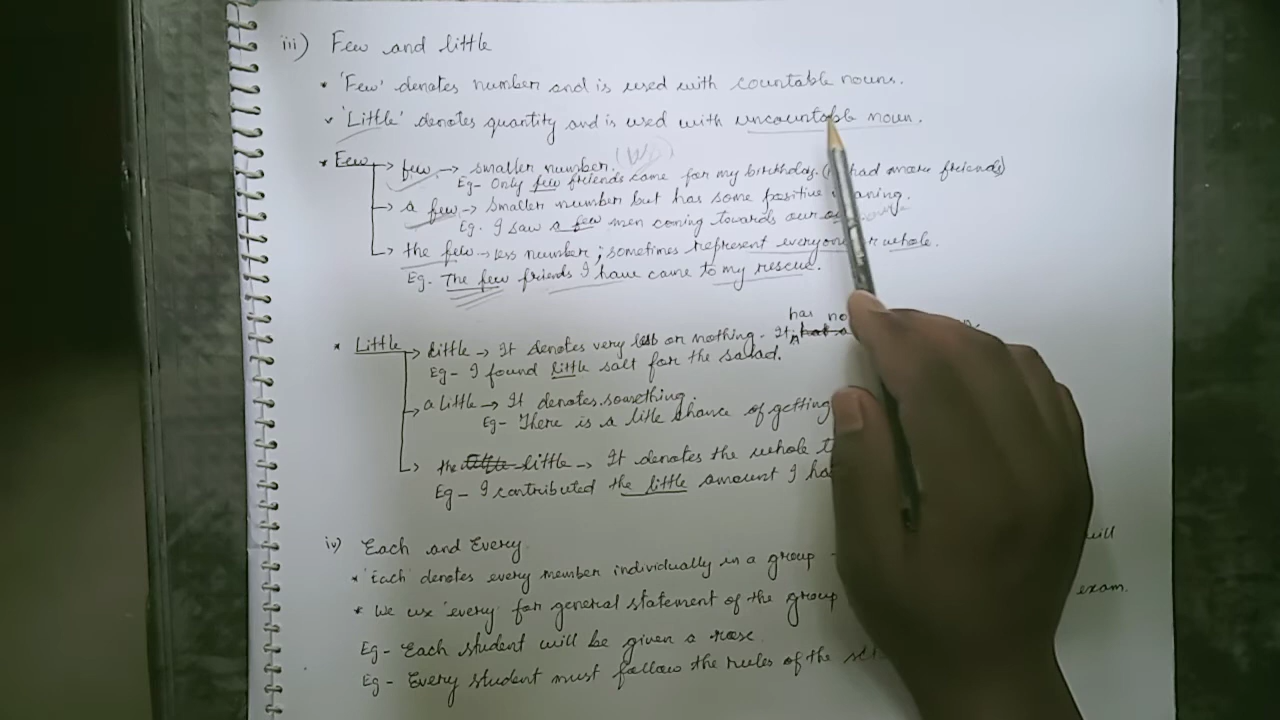 iii) Few and little
* 'Few' denotes number and is used with countable nouns.
'Little' denotes quantity and is used with uncountable noun.
* Few → few → smaller number.
Eg- Only few friends came for my birthday. had more friends)
→ a few → smaller number but has some positive
Eg. I saw a few men coming towards our
→ the few → less number; sometimes represent everyone whole.
Eg. The few friends I have came to my rescue.
has no
* Little → little → It denotes very less or nothing. It
Eg- I found little salt for the salad.
→ a little → It denotes something.
Eg- There is a little chance of getting
→ the little → It denotes the whole
Eg- I contributed the little amount I
iv) Each and Every
will
* 'Each' denotes every member individually in a group
* We use 'every' for general statement of the group
exam.
Eg- Each student will be given a rose.
Eg- Every student must follow the rules of the